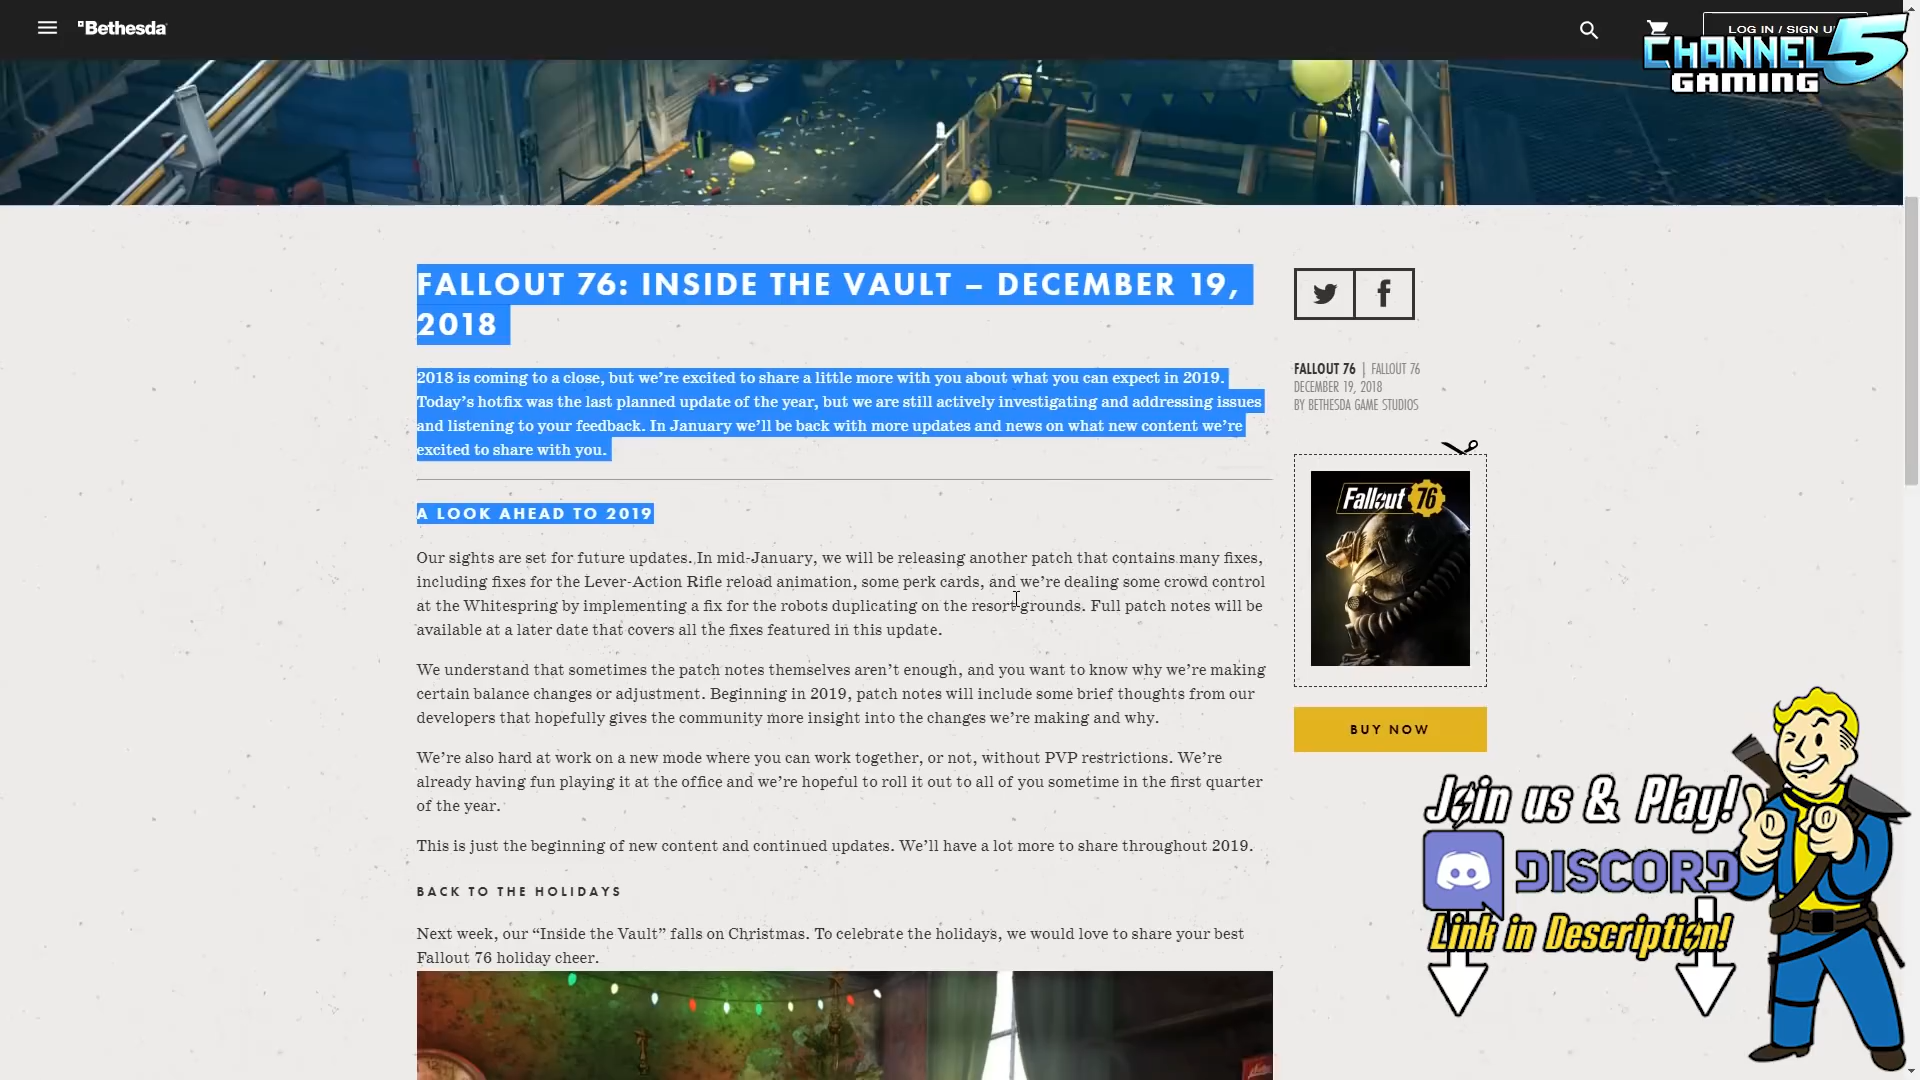 Bethesda
LOG IN / SIGN U
CHANNEL 5
GAMING
FALLOUT 76: INSIDE THE VAULT – DECEMBER 19,
2018
2018 is coming to a close, but we’re excited to share a little more with you about what you can expect in 2019.
Today’s hotfix was the last planned update of the year, but we are still actively investigating and addressing issues
and listening to your feedback. In January we’ll be back with more updates and news on what new content we’re
excited to share with you.
A LOOK AHEAD TO 2019
Our sights are set for future updates. In mid-January, we will be releasing another patch that contains many fixes,
including fixes for the Lever-Action Rifle reload animation, some perk cards, and we’re dealing some crowd control
at the Whitespring by implementing a fix for the robots duplicating on the resort grounds. Full patch notes will be
available at a later date that covers all the fixes featured in this update.
We understand that sometimes the patch notes themselves aren’t enough, and you want to know why we’re making
certain balance changes or adjustment. Beginning in 2019, patch notes will include some brief thoughts from our
developers that hopefully gives the community more insight into the changes we’re making and why.
We’re also hard at work on a new mode where you can work together, or not, without PVP restrictions. We’re
already having fun playing it at the office and we’re hopeful to roll it out to all of you sometime in the first quarter
of the year.
This is just the beginning of new content and continued updates. We’ll have a lot more to share throughout 2019.
BACK TO THE HOLIDAYS
Next week, our “Inside the Vault” falls on Christmas. To celebrate the holidays, we would love to share your best
Fallout 76 holiday cheer.
FALLOUT 76 | FALLOUT 76
DECEMBER 19, 2018
BY BETHESDA GAME STUDIOS
Fallout 76
BUY NOW
Join us & Play!
DISCORD
Link in Description!